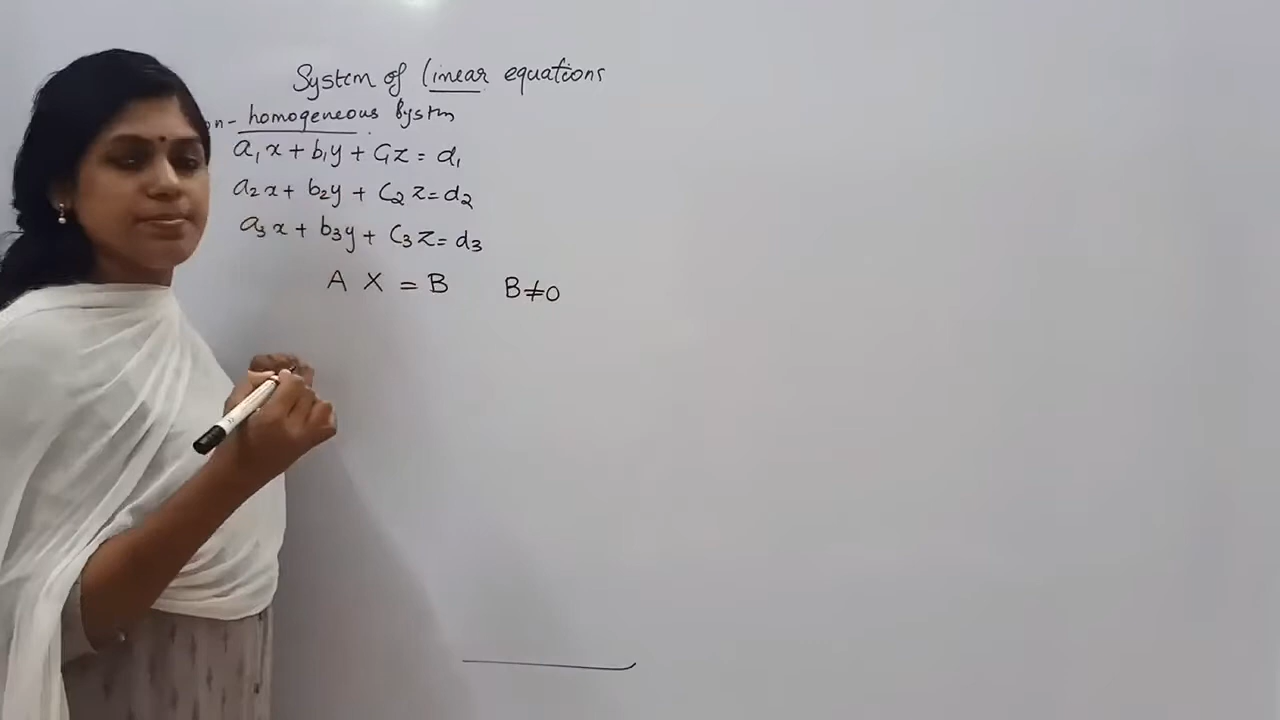 System of linear equations
on- homogeneous System
a₁x + b₁y + c₁z = d₁
a₂x + b₂y + c₂z = d₂
a₃x + b₃y + c₃z = d₃
A X = B B≠0